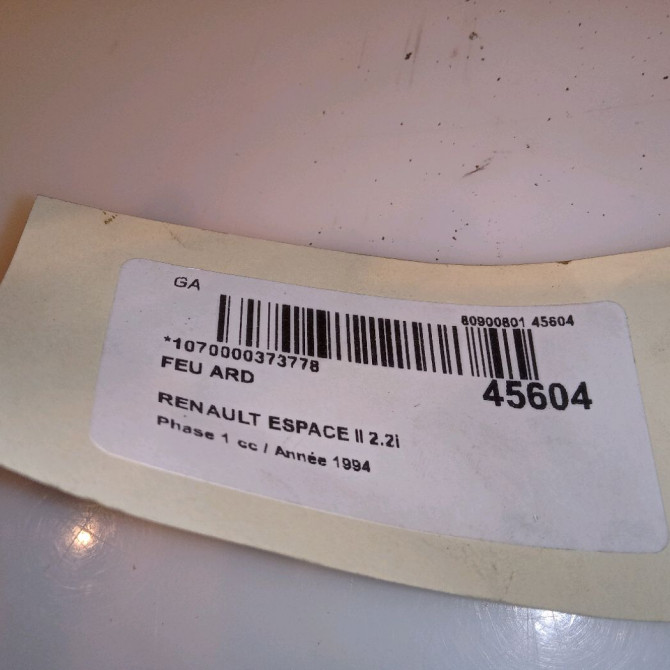 GA
80900801 45604
*1070000373778
45604
FEU ARD
RENAULT ESPACE II 2.2i
Phase 1 cc / Année 1994